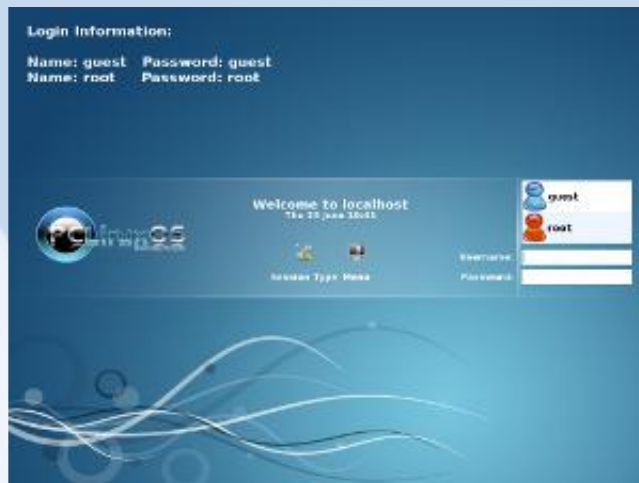 Login Information:
Name: guest Password: guest
Name: root Password: root
PCLinuxOS
Welcome to localhost
guest
root
Username:
Session Type Menu
Password: